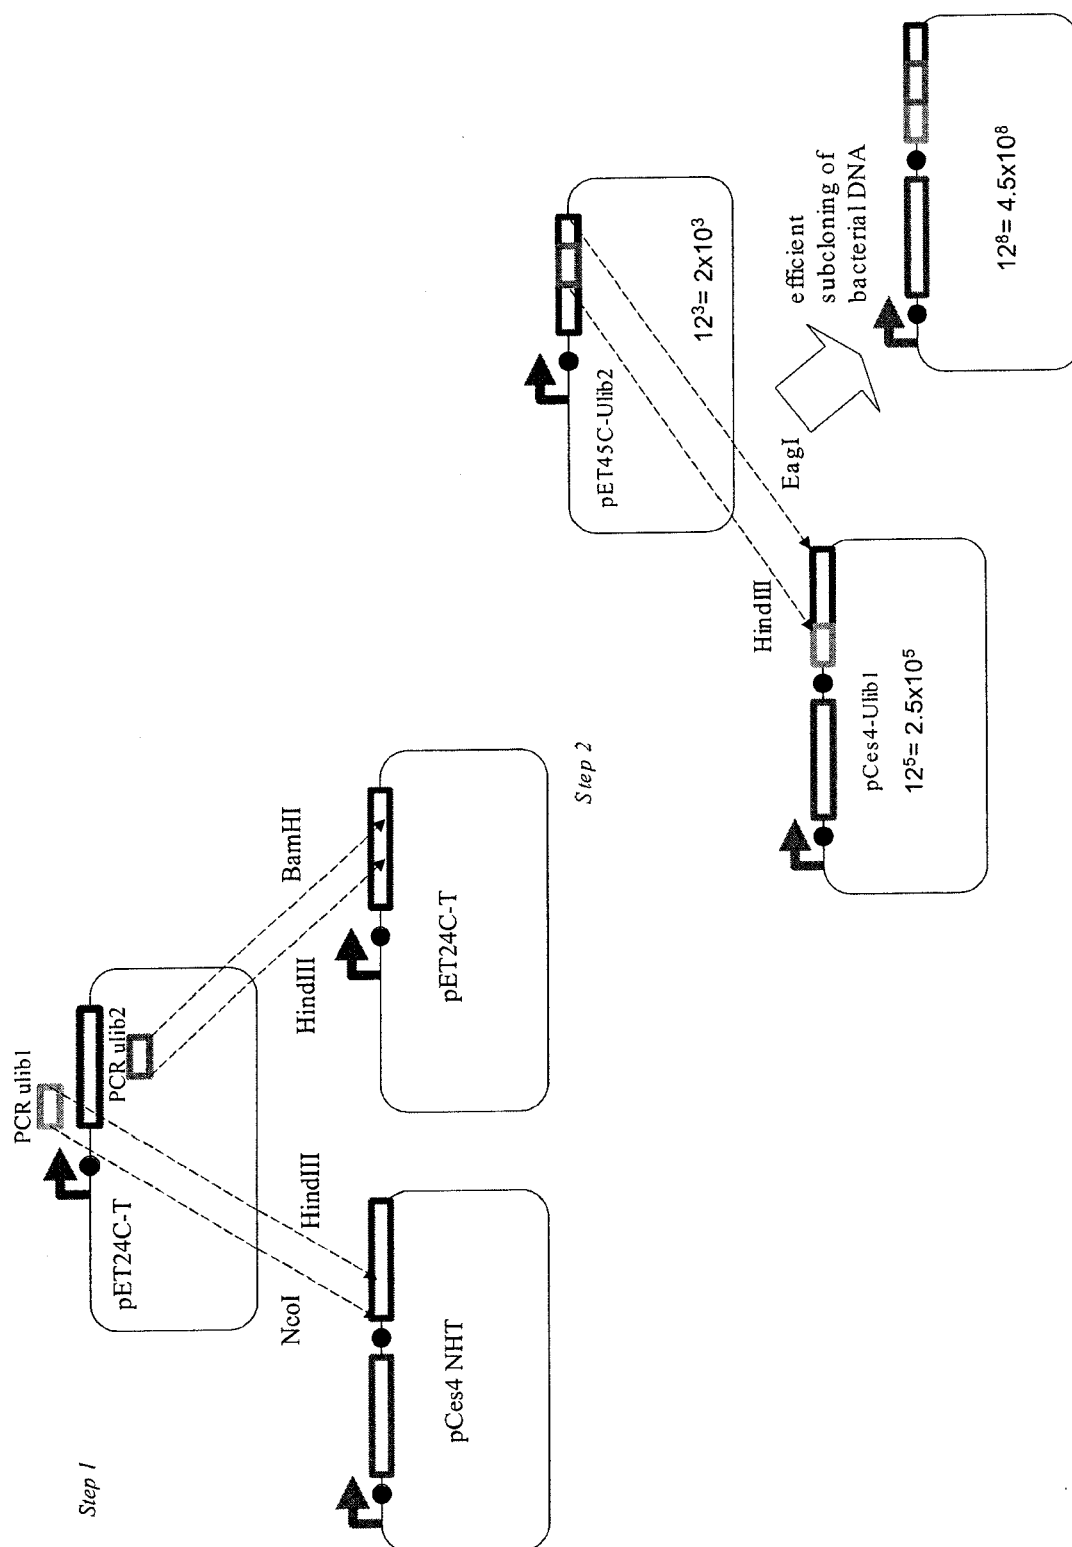 Step 1
PCR ulib1
pET24C-T
PCR ulib2
NcoI
HindIII
HindIII
BamHI
pCes4 NHT
pET24C-T
Step 2
pET45C-Ulib2
12³= 2x10³
HindIII
EagI
pCes4-Ulib1
12⁵= 2.5x10⁵
efficient
subcloning of
bacterial DNA
12⁸= 4.5x10⁸